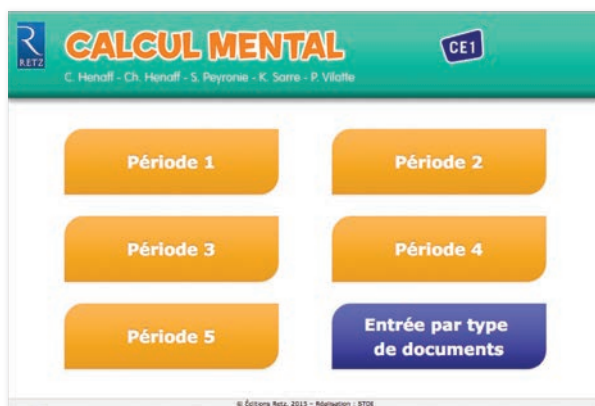 RETZ
CALCUL MENTAL
CE1
C. Henaff - Ch. Henaff - S. Peyronie - K. Sarre - P. Vilotte
Période 1
Période 2
Période 3
Période 4
Période 5
Entrée par type
de documents
© Éditions Retz, 2015 - Réalisation : STDI